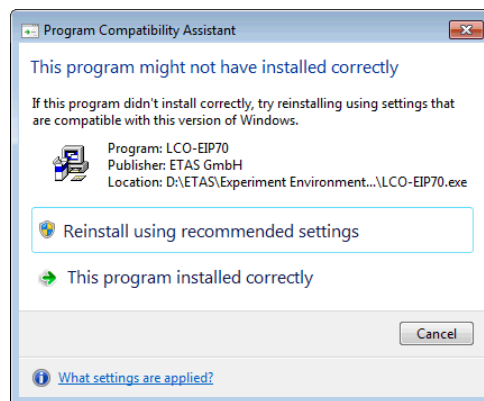 Program Compatibility Assistant
This program might not have installed correctly
If this program didn't install correctly, try reinstalling using settings that
are compatible with this version of Windows.
Program: LCO-EIP70
Publisher: ETAS GmbH
Location: D:\ETAS\Experiment Environment...\LCO-EIP70.exe
Reinstall using recommended settings
This program installed correctly
Cancel
What settings are applied?